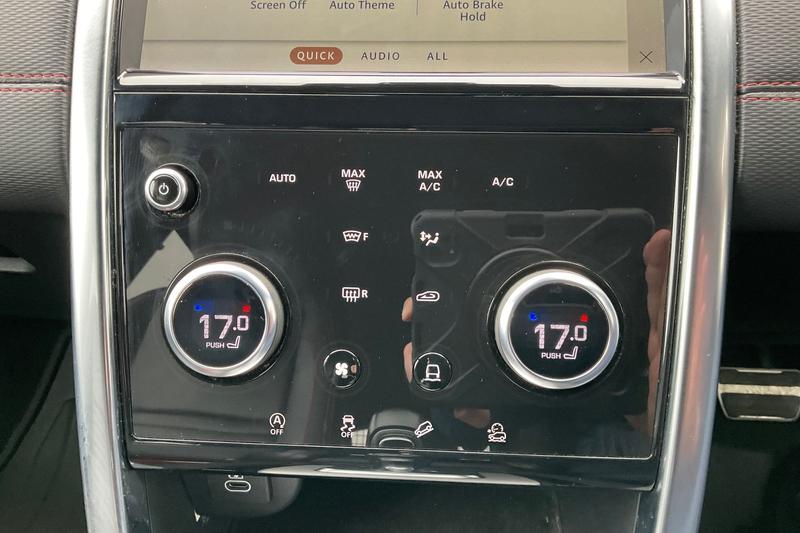 Screen Off Auto Theme Auto Brake
Hold
QUICK AUDIO ALL
AUTO MAX MAX
A/C A/C
F
R
17.0 17.0
PUSH PUSH
A
OFF OFF